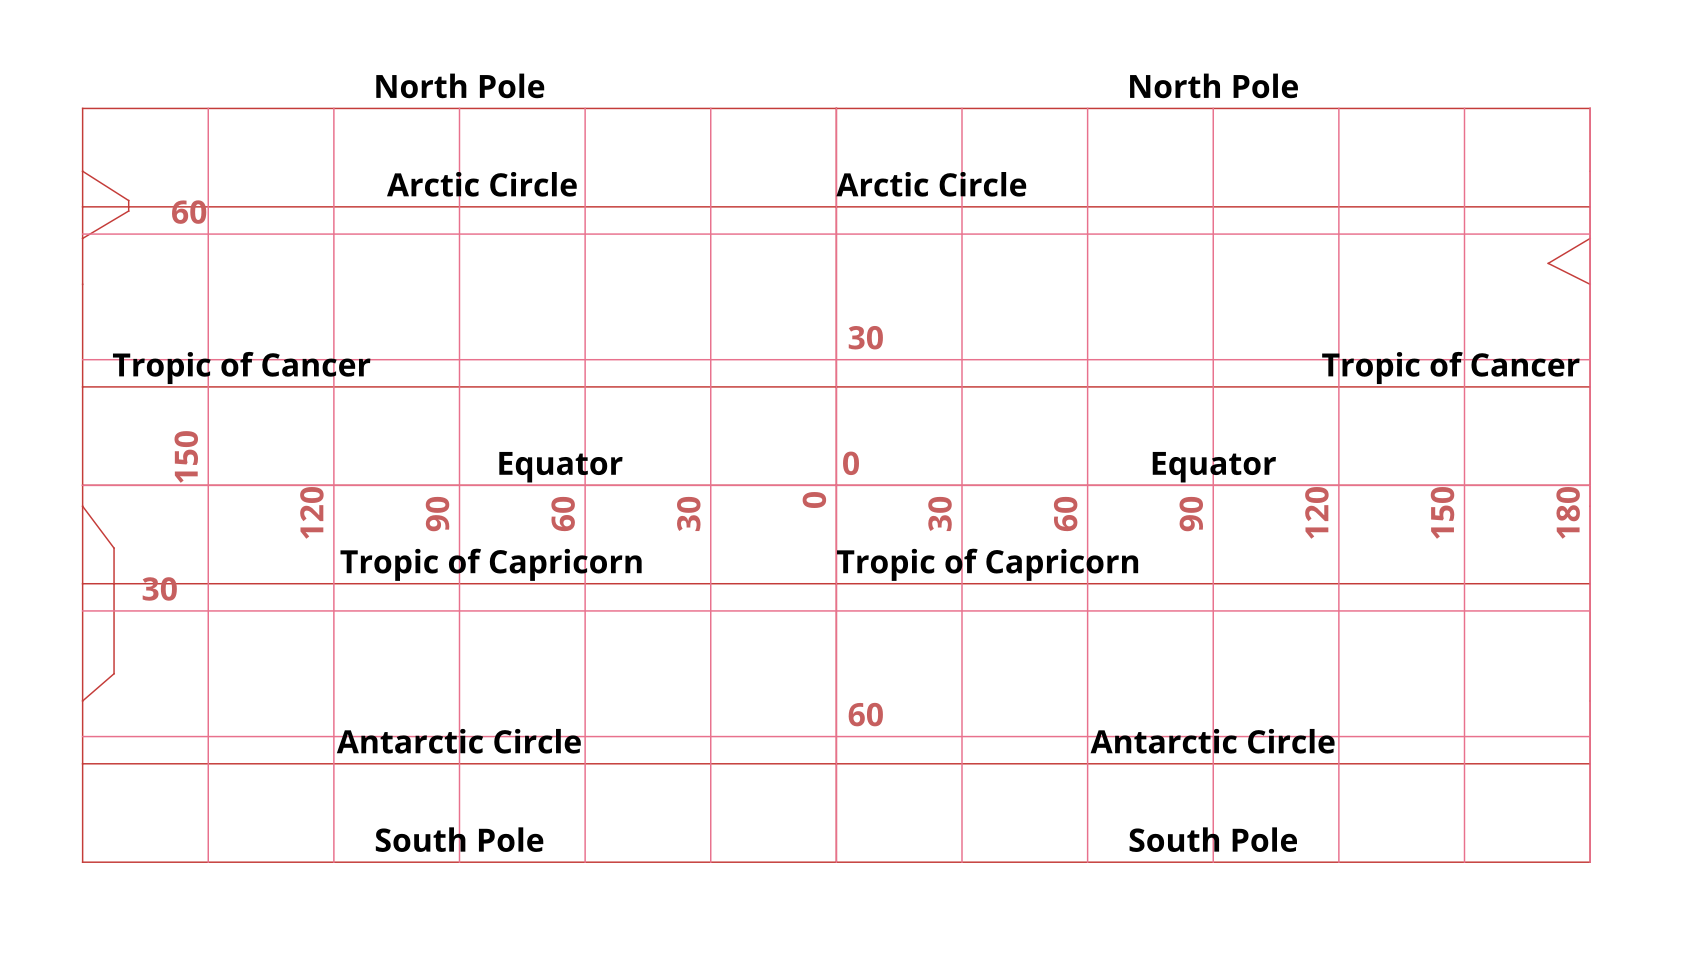 North Pole North Pole
Arctic Circle Arctic Circle
60
30
Tropic of Cancer Tropic of Cancer
150 Equator 0 Equator
120 90 60 30 0 30 60 90 120 150 180
Tropic of Capricorn Tropic of Capricorn
30
60
Antarctic Circle Antarctic Circle
South Pole South Pole